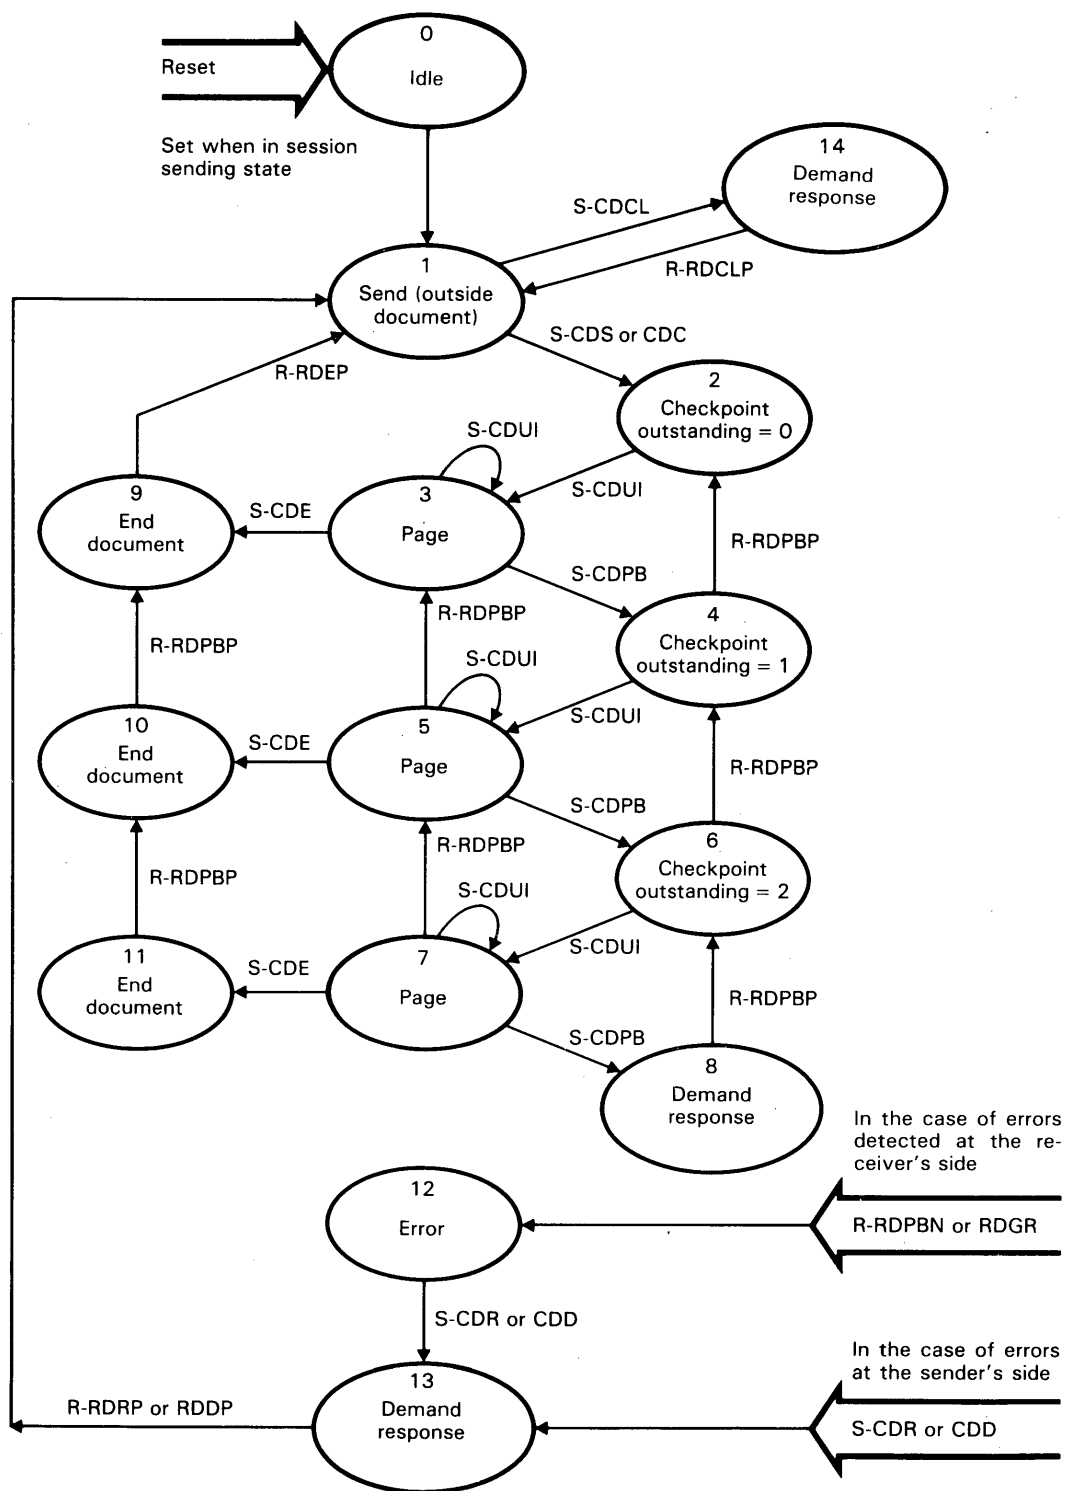 0
Idle
Reset
Set when in session
sending state
14
Demand
response
S-CDCL
R-RDCLP
1
Send (outside
document)
S-CDS or CDC
R-RDEP
2
Checkpoint
outstanding = 0
S-CDUI
S-CDUI
9
End
document
S-CDE
3
Page
R-RDPBP
S-CDPB
R-RDPBP
4
Checkpoint
outstanding = 1
R-RDPBP
S-CDUI
S-CDUI
10
End
document
S-CDE
5
Page
R-RDPBP
S-CDPB
R-RDPBP
6
Checkpoint
outstanding = 2
R-RDPBP
S-CDUI
S-CDUI
11
End
document
S-CDE
7
Page
R-RDPBP
S-CDPB
8
Demand
response
In the case of errors
detected at the re-
ceiver's side
12
Error
R-RDPBN or RDGR
S-CDR or CDD
In the case of errors
at the sender's side
13
Demand
response
R-RDRP or RDDP
S-CDR or CDD